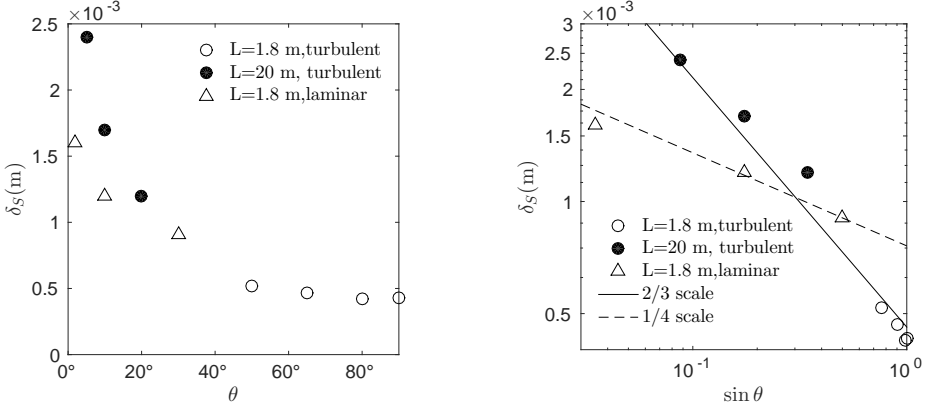 ×10⁻³
2.5
2
1.5
1
0.5
0
0° 20° 40° 60° 80°
θ
δ_S(m)
L=1.8 m,turbulent
L=20 m, turbulent
L=1.8 m,laminar
×10⁻³
3
2.5
2
1.5
1
0.5
10⁻¹ 10⁰
sin θ
δ_S(m)
L=1.8 m,turbulent
L=20 m, turbulent
L=1.8 m,laminar
2/3 scale
1/4 scale